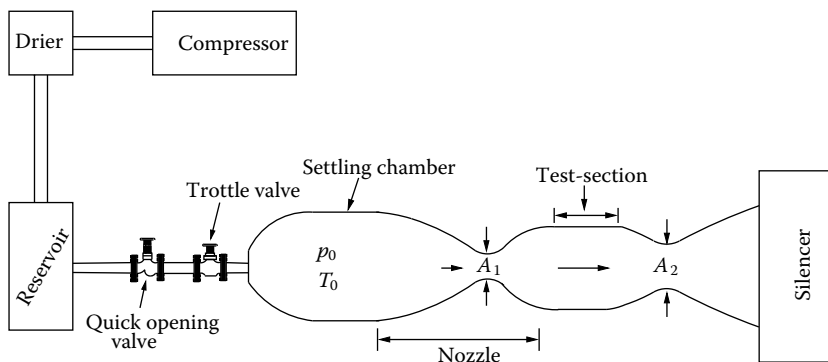 Drier
Compressor
Settling chamber
Test-section
Trottle valve
Reservoir
p0
T0
A1
A2
Silencer
Quick opening
valve
Nozzle